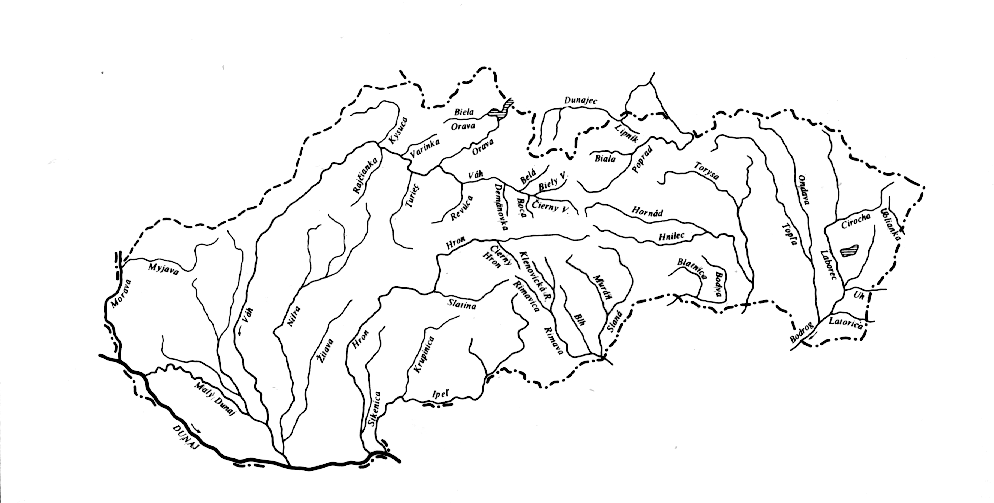 Dunajec
Biela
Orava
Kysuca
Lipník
Varínka
Orava
Poprad
Biala
Rajčianka
Torysa
Váh
Belá
Biely V.
Turiec
Ondava
Revúca
Demänovka
Boca
Čierny V.
Hornád
Cirocha
Topľa
Hnilec
Hron
Čierny
Hron
Klenovická R.
Laborec
Myjava
Blatnica
Bodva
Muráň
Rimavica
Morava
Uh
Slatina
Nitra
Váh
Slaná
Blh
Latorica
Bodrog
Hron
Rimava
Žitava
Krupinica
Malý Dunaj
Ipeľ
Sikenica
DUNAJ